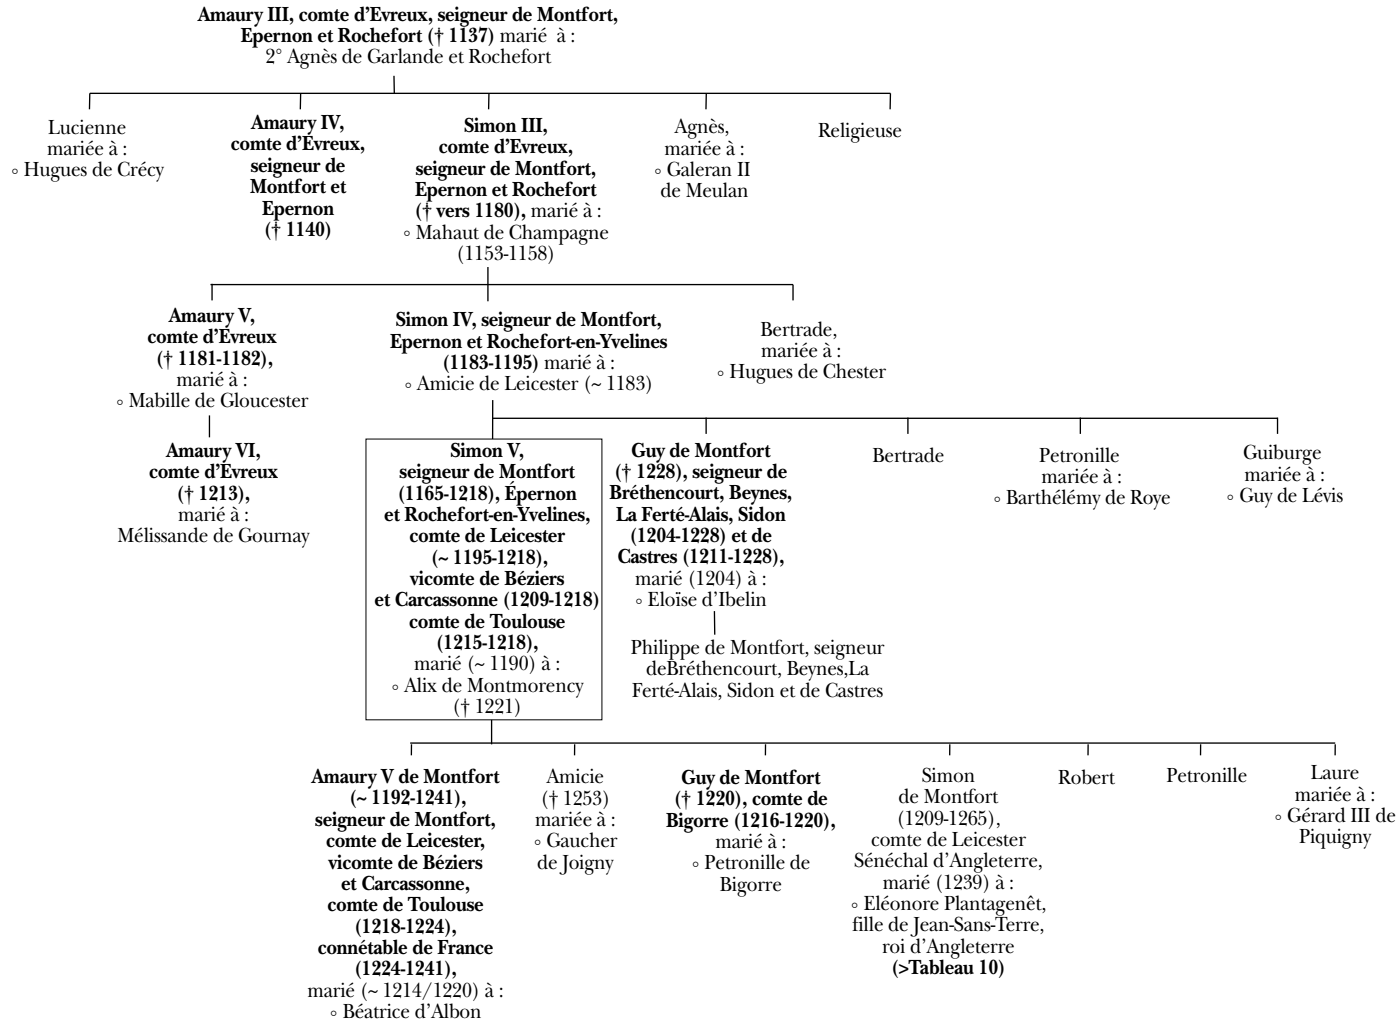 Amaury III, comte d'Evreux, seigneur de Montfort,
Epernon et Rochefort († 1137) marié à :
2° Agnès de Garlande et Rochefort
Lucienne
mariée à :
◦ Hugues de Crécy
Amaury IV,
comte d'Évreux,
seigneur de
Montfort et
Epernon
(† 1140)
Simon III,
comte d'Evreux,
seigneur de Montfort,
Epernon et Rochefort
(† vers 1180), marié à :
◦ Mahaut de Champagne
(1153-1158)
Agnès,
mariée à :
◦ Galeran II
de Meulan
Religieuse
Amaury V,
comte d'Évreux
(† 1181-1182),
marié à :
◦ Mabille de Gloucester
Simon IV, seigneur de Montfort,
Epernon et Rochefort-en-Yvelines
(1183-1195) marié à :
◦ Amicie de Leicester (~ 1183)
Bertrade,
mariée à :
◦ Hugues de Chester
Amaury VI,
comte d'Évreux
(† 1213),
marié à :
Mélissande de Gournay
Simon V,
seigneur de Montfort
(1165-1218), Épernon
et Rochefort-en-Yvelines,
comte de Leicester
(~ 1195-1218),
vicomte de Béziers
et Carcassonne (1209-1218)
comte de Toulouse
(1215-1218),
marié (~ 1190) à :
◦ Alix de Montmorency
(† 1221)
Guy de Montfort
(† 1228), seigneur de
Bréthencourt, Beynes,
La Ferté-Alais, Sidon
(1204-1228) et de
Castres (1211-1228),
marié (1204) à :
◦ Eloïse d'Ibelin
Bertrade
Petronille
mariée à :
◦ Barthélémy de Roye
Guiburge
mariée à :
◦ Guy de Lévis
Philippe de Montfort, seigneur
deBréthencourt, Beynes,La
Ferté-Alais, Sidon et de Castres
Amaury V de Montfort
(~ 1192-1241),
seigneur de Montfort,
comte de Leicester,
vicomte de Béziers
et Carcassonne,
comte de Toulouse
(1218-1224),
connétable de France
(1224-1241),
marié (~ 1214/1220) à :
◦ Béatrice d'Albon
Amicie
(† 1253)
mariée à :
◦ Gaucher
de Joigny
Guy de Montfort
(† 1220), comte de
Bigorre (1216-1220),
marié à :
◦ Petronille de
Bigorre
Simon
de Montfort
(1209-1265),
comte de Leicester
Sénéchal d'Angleterre,
marié (1239) à :
◦ Eléonore Plantagenêt,
fille de Jean-Sans-Terre,
roi d'Angleterre
(>Tableau 10)
Robert
Petronille
Laure
mariée à :
◦ Gérard III de
Piquigny